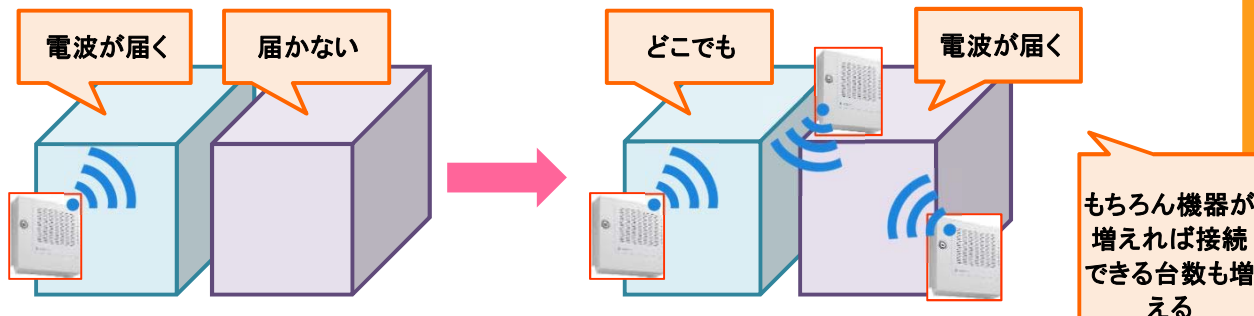 電波が届く
届かない
どこでも
電波が届く
もちろん機器が
増えれば接続
できる台数も増
える